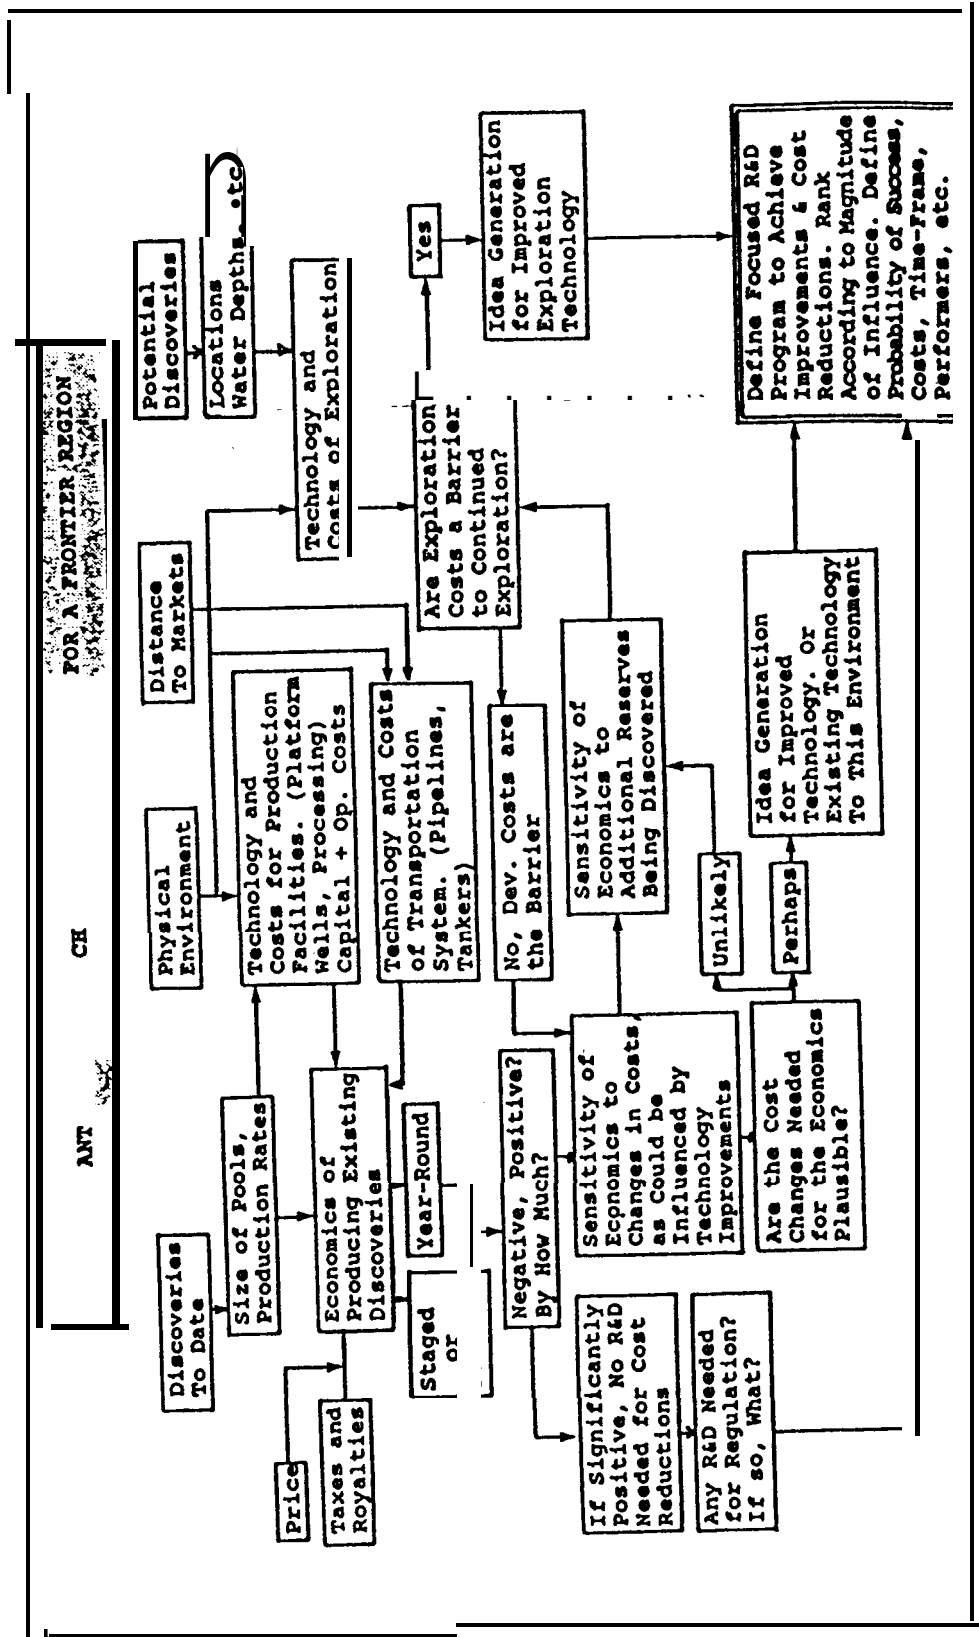 ANT CH
FOR A FRONTIER REGION
Discoveries
To Date
Physical
Environment
Distance
To Markets
Potential
Discoveries
Size of Pools,
Production Rates
Locations
Water Depths, etc
Price
Taxes and
Royalties
Economics of
Producing Existing
Discoveries
Technology and
Costs for Production
Facilities. (Platform
Wells, Processing)
Capital + Op. Costs
Technology and
Costs of Exploration
Staged
or
Year-Round
Technology and Costs
of Transportation
System. (Pipelines,
Tankers)
Are Exploration
Costs a Barrier
to Continued
Exploration?
Yes
Negative, Positive?
By How Much?
No, Dev. Costs are
the Barrier
Idea Generation
for Improved
Exploration
Technology
If Significantly
Positive, No R&D
Needed for Cost
Reductions
Sensitivity of
Economics to
Changes in Costs,
as Could be
Influenced by
Technology
Improvements
Sensitivity of
Economics to
Additional Reserves
Being Discovered
Any R&D Needed
for Regulation?
If so, What?
Are the Cost
Changes Needed
for the Economics
Plausible?
Unlikely
Perhaps
Idea Generation
for Improved
Technology. or
Existing Technology
To This Environment
Define Focused R&D
Program to Achieve
Improvements & Cost
Reductions. Rank
According to Magnitude
of Influence. Define
Probability of Success,
Costs, Time-Frame,
Performers, etc.